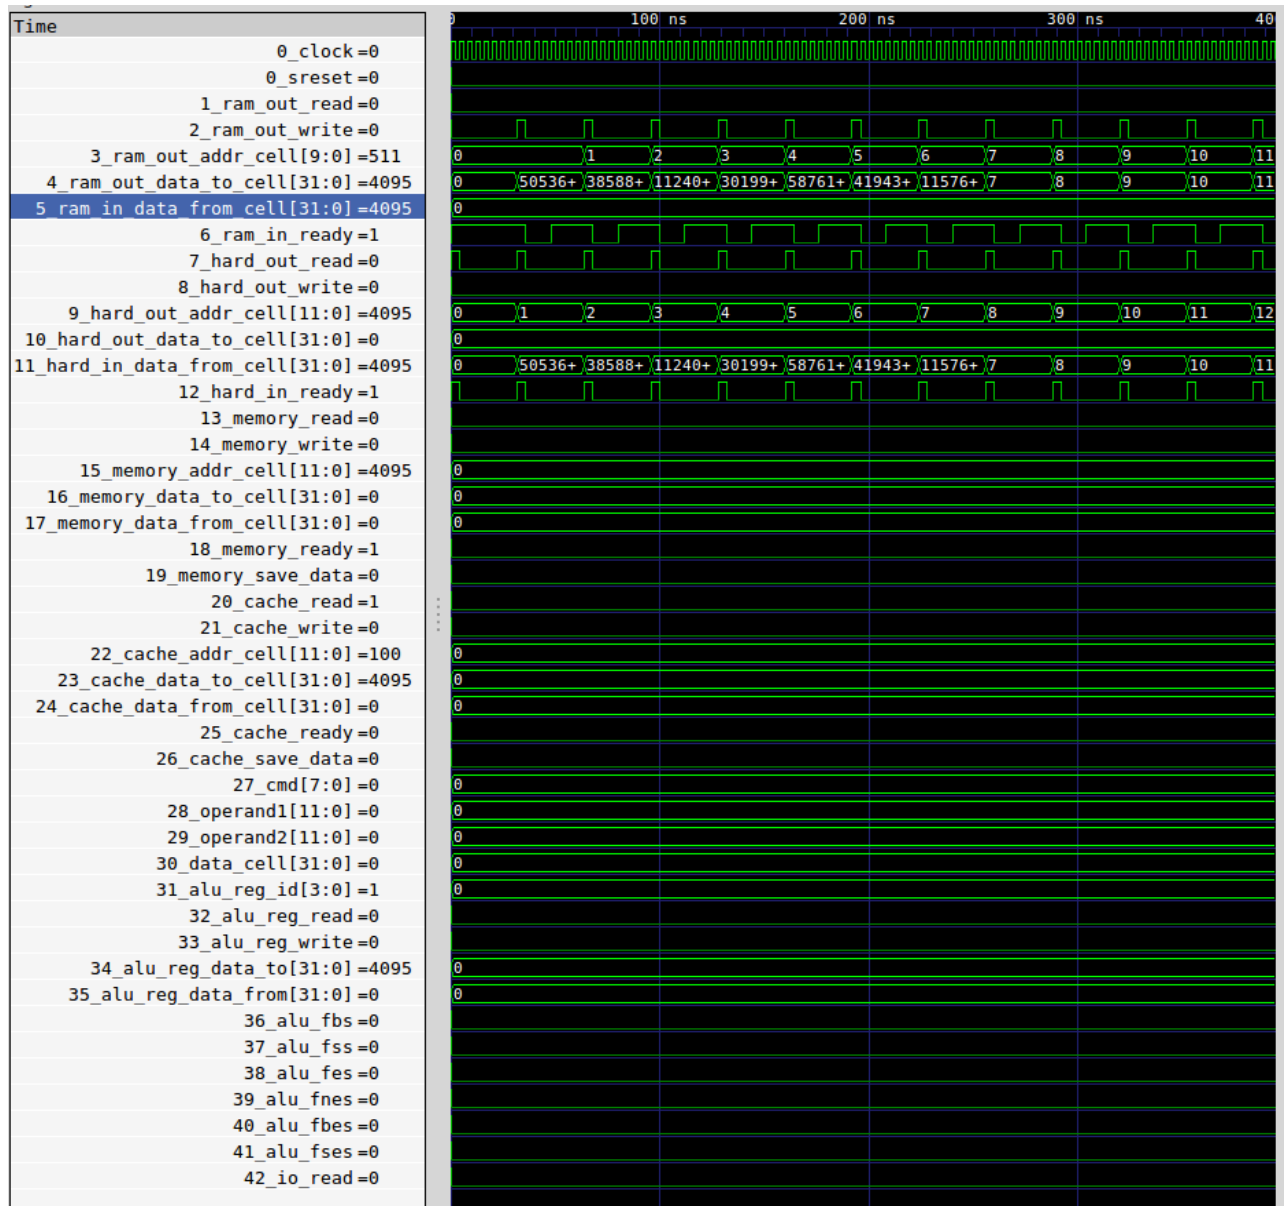 Time 0 100 ns 200 ns 300 ns 40
0_clock=0
0_sreset=0
1_ram_out_read=0
2_ram_out_write=0
3_ram_out_addr_cell[9:0]=511 0 1 2 3 4 5 6 7 8 9 10 11
4_ram_out_data_to_cell[31:0]=4095 0 50536+ 38588+ 11240+ 30199+ 58761+ 41943+ 11576+ 7 8 9 10 11
5_ram_in_data_from_cell[31:0]=4095 0
6_ram_in_ready=1
7_hard_out_read=0
8_hard_out_write=0
9_hard_out_addr_cell[11:0]=4095 0 1 2 3 4 5 6 7 8 9 10 11 12
10_hard_out_data_to_cell[31:0]=0 0
11_hard_in_data_from_cell[31:0]=4095 0 50536+ 38588+ 11240+ 30199+ 58761+ 41943+ 11576+ 7 8 9 10 11
12_hard_in_ready=1
13_memory_read=0
14_memory_write=0
15_memory_addr_cell[11:0]=4095 0
16_memory_data_to_cell[31:0]=0 0
17_memory_data_from_cell[31:0]=0 0
18_memory_ready=1
19_memory_save_data=0
20_cache_read=1
21_cache_write=0
22_cache_addr_cell[11:0]=100 0
23_cache_data_to_cell[31:0]=4095 0
24_cache_data_from_cell[31:0]=0 0
25_cache_ready=0
26_cache_save_data=0
27_cmd[7:0]=0 0
28_operand1[11:0]=0 0
29_operand2[11:0]=0 0
30_data_cell[31:0]=0 0
31_alu_reg_id[3:0]=1 0
32_alu_reg_read=0
33_alu_reg_write=0
34_alu_reg_data_to[31:0]=4095 0
35_alu_reg_data_from[31:0]=0 0
36_alu_fbs=0
37_alu_fss=0
38_alu_fes=0
39_alu_fnes=0
40_alu_fbes=0
41_alu_fses=0
42_io_read=0